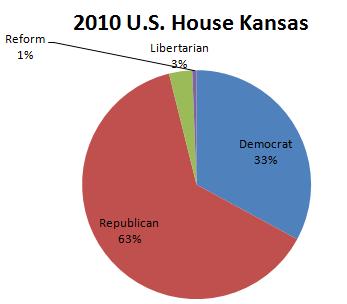 2010 U.S. House Kansas
Reform
1%
Libertarian
3%
Democrat
33%
Republican
63%